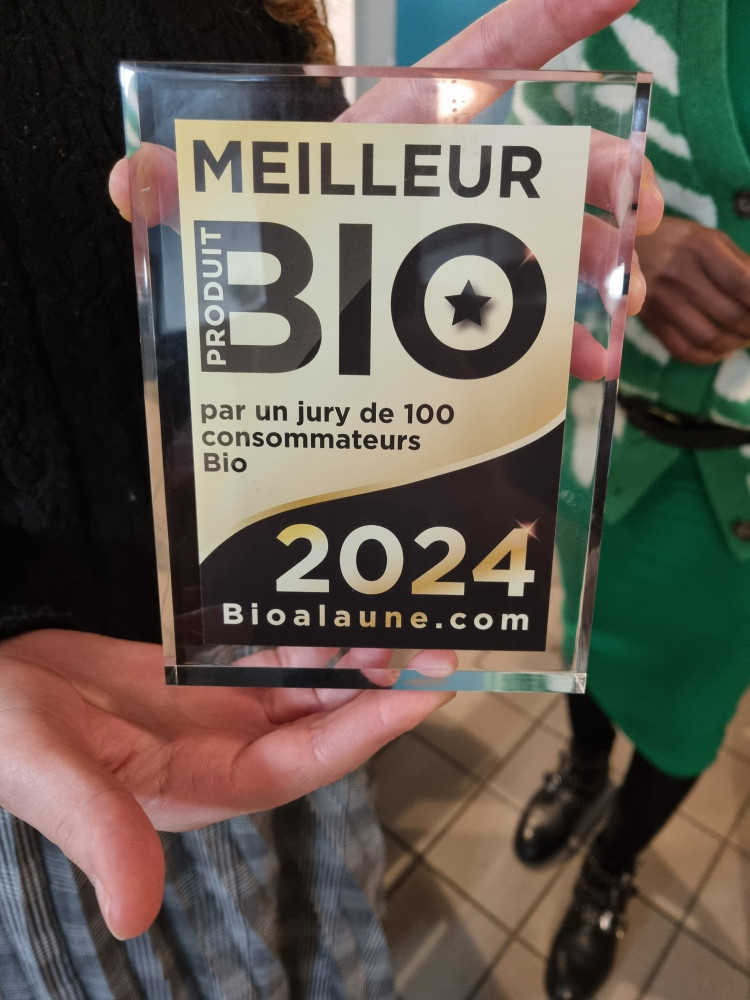 MEILLEUR
PRODUIT
BIO
par un jury de 100
consommateurs
Bio
2024
Bioalaune.com